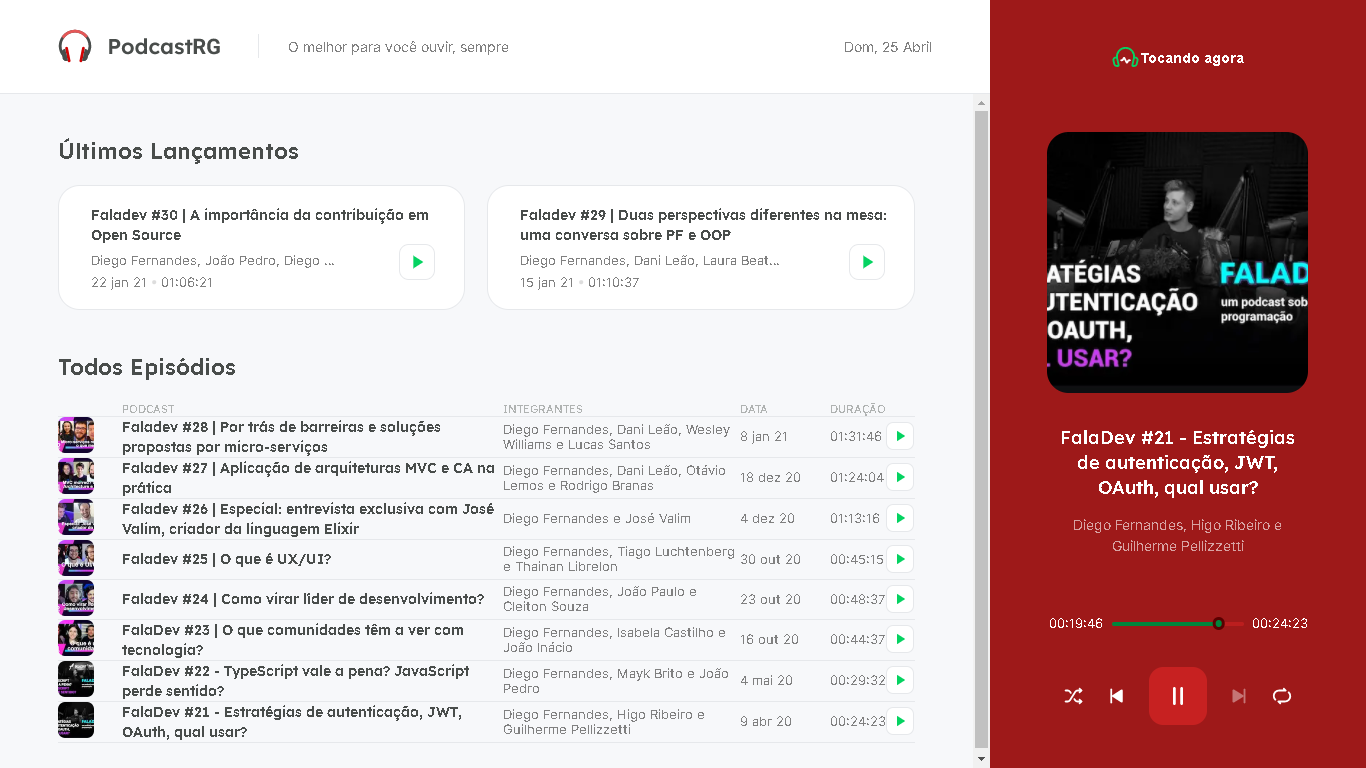 PodcastRG
O melhor para você ouvir, sempre
Dom, 25 Abril
Últimos Lançamentos
Faladev #30 | A importância da contribuição em
Open Source
Diego Fernandes, João Pedro, Diego ...
22 jan 21 • 01:06:21
Faladev #29 | Duas perspectivas diferentes na mesa:
uma conversa sobre PF e OOP
Diego Fernandes, Dani Leão, Laura Beat...
15 jan 21 • 01:10:37
Todos Episódios
PODCAST INTEGRANTES DATA DURAÇÃO
Faladev #28 | Por trás de barreiras e soluções
propostas por micro-serviços
Diego Fernandes, Dani Leão, Wesley
Williams e Lucas Santos
8 jan 21
01:31:46
Faladev #27 | Aplicação de arquiteturas MVC e CA na
prática
Diego Fernandes, Dani Leão, Otávio
Lemos e Rodrigo Branas
18 dez 20
01:24:04
Faladev #26 | Especial: entrevista exclusiva com José
Valim, criador da linguagem Elixir
Diego Fernandes e José Valim
4 dez 20
01:13:16
Faladev #25 | O que é UX/UI?
Diego Fernandes, Tiago Luchtenberg
e Thainan Librelon
30 out 20
00:45:15
Faladev #24 | Como virar líder de desenvolvimento?
Diego Fernandes, João Paulo e
Cleiton Souza
23 out 20
00:48:37
FalaDev #23 | O que comunidades têm a ver com
tecnologia?
Diego Fernandes, Isabela Castilho e
João Inácio
16 out 20
00:44:37
FalaDev #22 - TypeScript vale a pena? JavaScript
perde sentido?
Diego Fernandes, Mayk Brito e João
Pedro
4 mai 20
00:29:32
FalaDev #21 - Estratégias de autenticação, JWT,
OAuth, qual usar?
Diego Fernandes, Higo Ribeiro e
Guilherme Pellizzetti
9 abr 20
00:24:23
Tocando agora
ATÉGIAS
UTENTICAÇÃO
OAUTH,
USAR?
FALAD
um podcast sob
programação
FalaDev #21 - Estratégias
de autenticação, JWT,
OAuth, qual usar?
Diego Fernandes, Higo Ribeiro e
Guilherme Pellizzetti
00:19:46
00:24:23